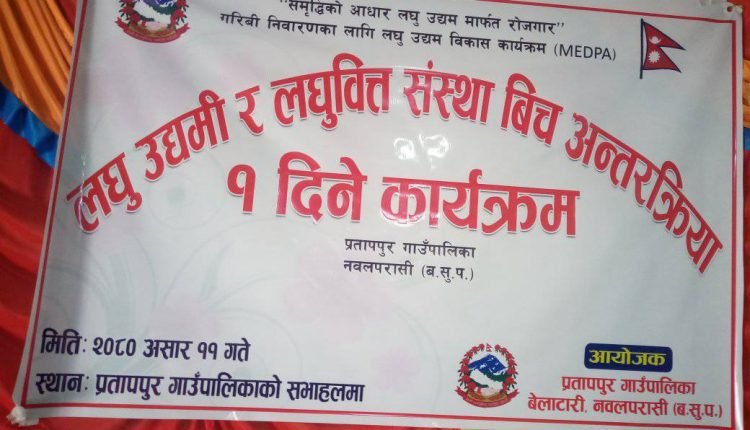 "समृद्धिको आधार लघु उद्यम मार्फत रोजगार"
गरिबी निवारणका लागि लघु उद्यम विकास कार्यक्रम (MEDPA)
लघु उद्यमी र लघुवित्त संस्था बिच अन्तरक्रिया
१ दिने कार्यक्रम
प्रतापपुर गाउँपालिका
नवलपरासी (ब.सु.प.)
मिति: २०८० असार ११ गते
स्थान: प्रतापपुर गाउँपालिकाको सभाहलमा
आयोजक
प्रतापपुर गाउँपालिका
बेलाटारी, नवलपरासी (ब.सु.प.)